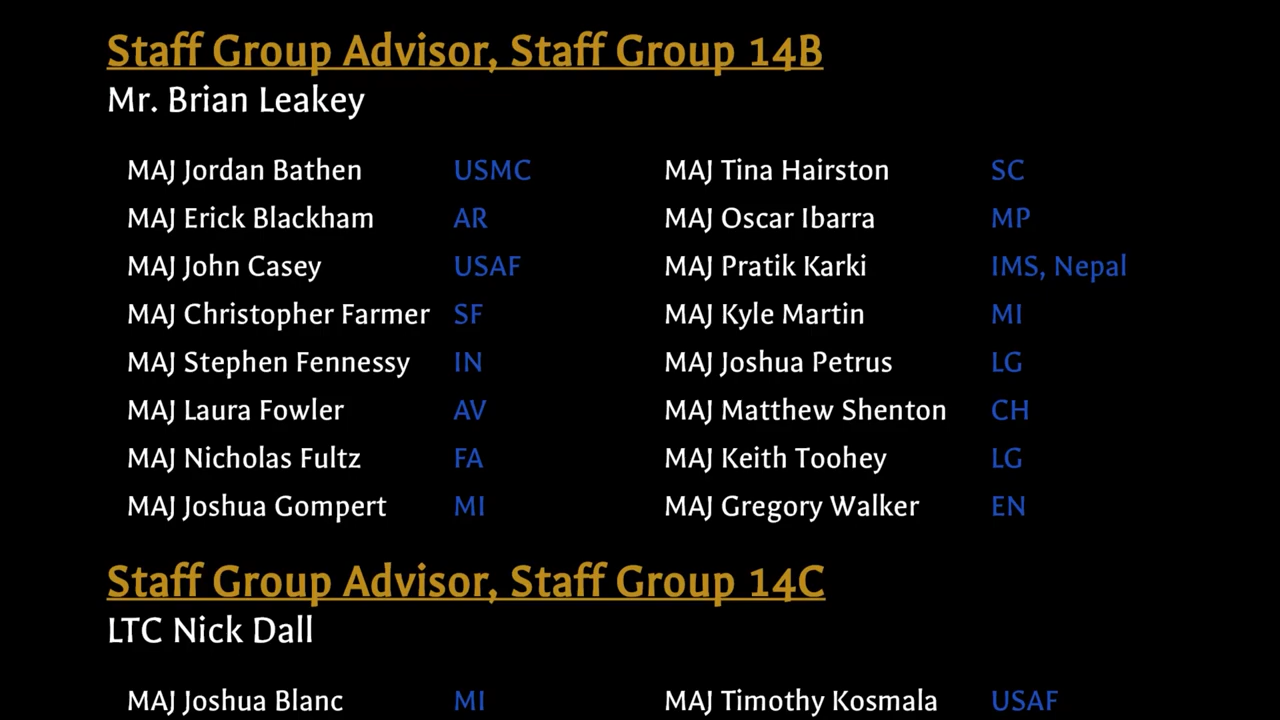 Staff Group Advisor, Staff Group 14B
Mr. Brian Leakey
MAJ Jordan Bathen USMC MAJ Tina Hairston SC
MAJ Erick Blackham AR MAJ Oscar Ibarra MP
MAJ John Casey USAF MAJ Pratik Karki IMS, Nepal
MAJ Christopher Farmer SF MAJ Kyle Martin MI
MAJ Stephen Fennessy IN MAJ Joshua Petrus LG
MAJ Laura Fowler AV MAJ Matthew Shenton CH
MAJ Nicholas Fultz FA MAJ Keith Toohey LG
MAJ Joshua Gompert MI MAJ Gregory Walker EN
Staff Group Advisor, Staff Group 14C
LTC Nick Dall
MAJ Joshua Blanc MI MAJ Timothy Kosmala USAF